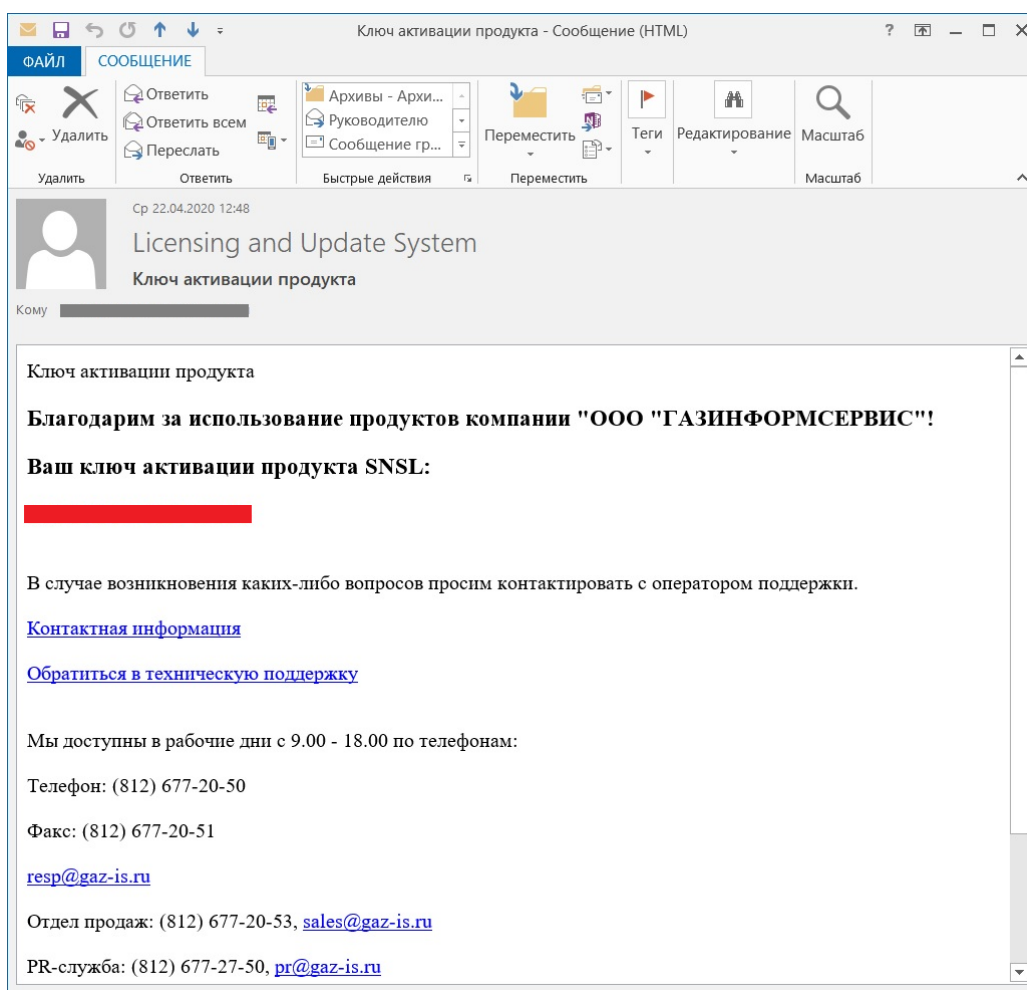 Ключ активации продукта - Сообщение (HTML)
ФАЙЛ СООБЩЕНИЕ
Удалить
Ответить
Ответить всем
Переслать
Архивы - Архи...
Руководителю
Сообщение гр...
Переместить
Теги
Редактирование
Масштаб
Удалить Ответить Быстрые действия Переместить Масштаб
Ср 22.04.2020 12:48
Licensing and Update System
Ключ активации продукта
Кому
Ключ активации продукта
Благодарим за использование продуктов компании "ООО "ГАЗИНФОРМСЕРВИС"!
Ваш ключ активации продукта SNSL:
В случае возникновения каких-либо вопросов просим контактировать с оператором поддержки.
Контактная информация
Обратиться в техническую поддержку
Мы доступны в рабочие дни с 9.00 - 18.00 по телефонам:
Телефон: (812) 677-20-50
Факс: (812) 677-20-51
resp@gaz-is.ru
Отдел продаж: (812) 677-20-53, sales@gaz-is.ru
PR-служба: (812) 677-27-50, pr@gaz-is.ru